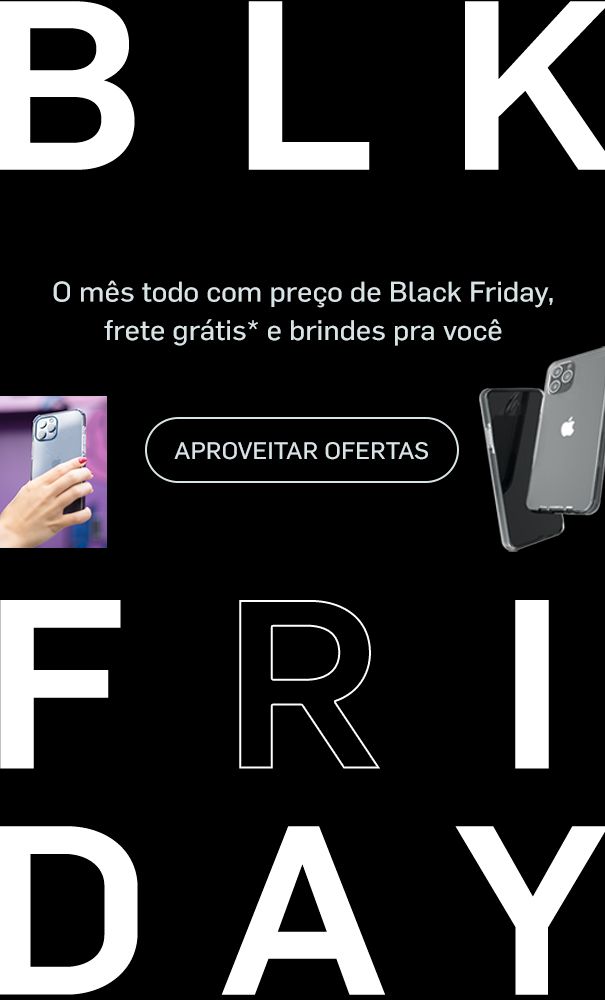 B L K
O mês todo com preço de Black Friday,
frete grátis* e brindes pra você
APROVEITAR OFERTAS
F R I
D A Y